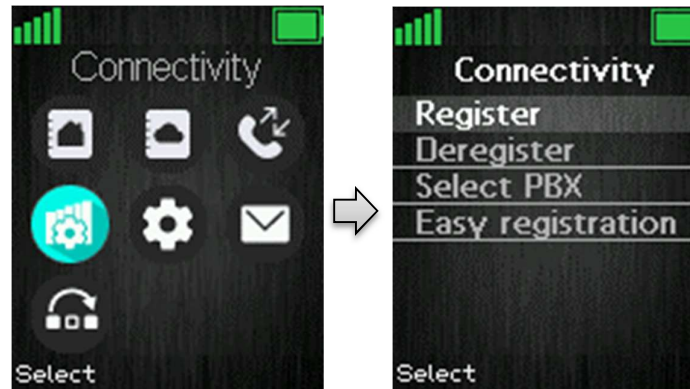 Connectivity
Select
Connectivity
Register
Deregister
Select PBX
Easy registration
Select